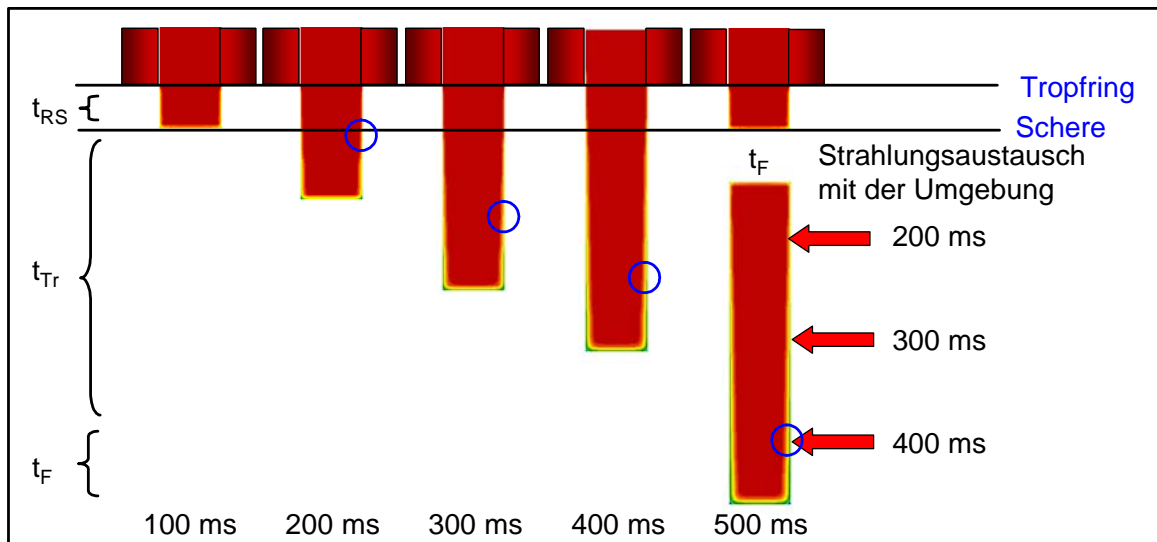 Tropfring
t_RS
Schere
t_F
Strahlungsaustausch
mit der Umgebung
200 ms
t_Tr
300 ms
400 ms
t_F
100 ms
200 ms
300 ms
400 ms
500 ms